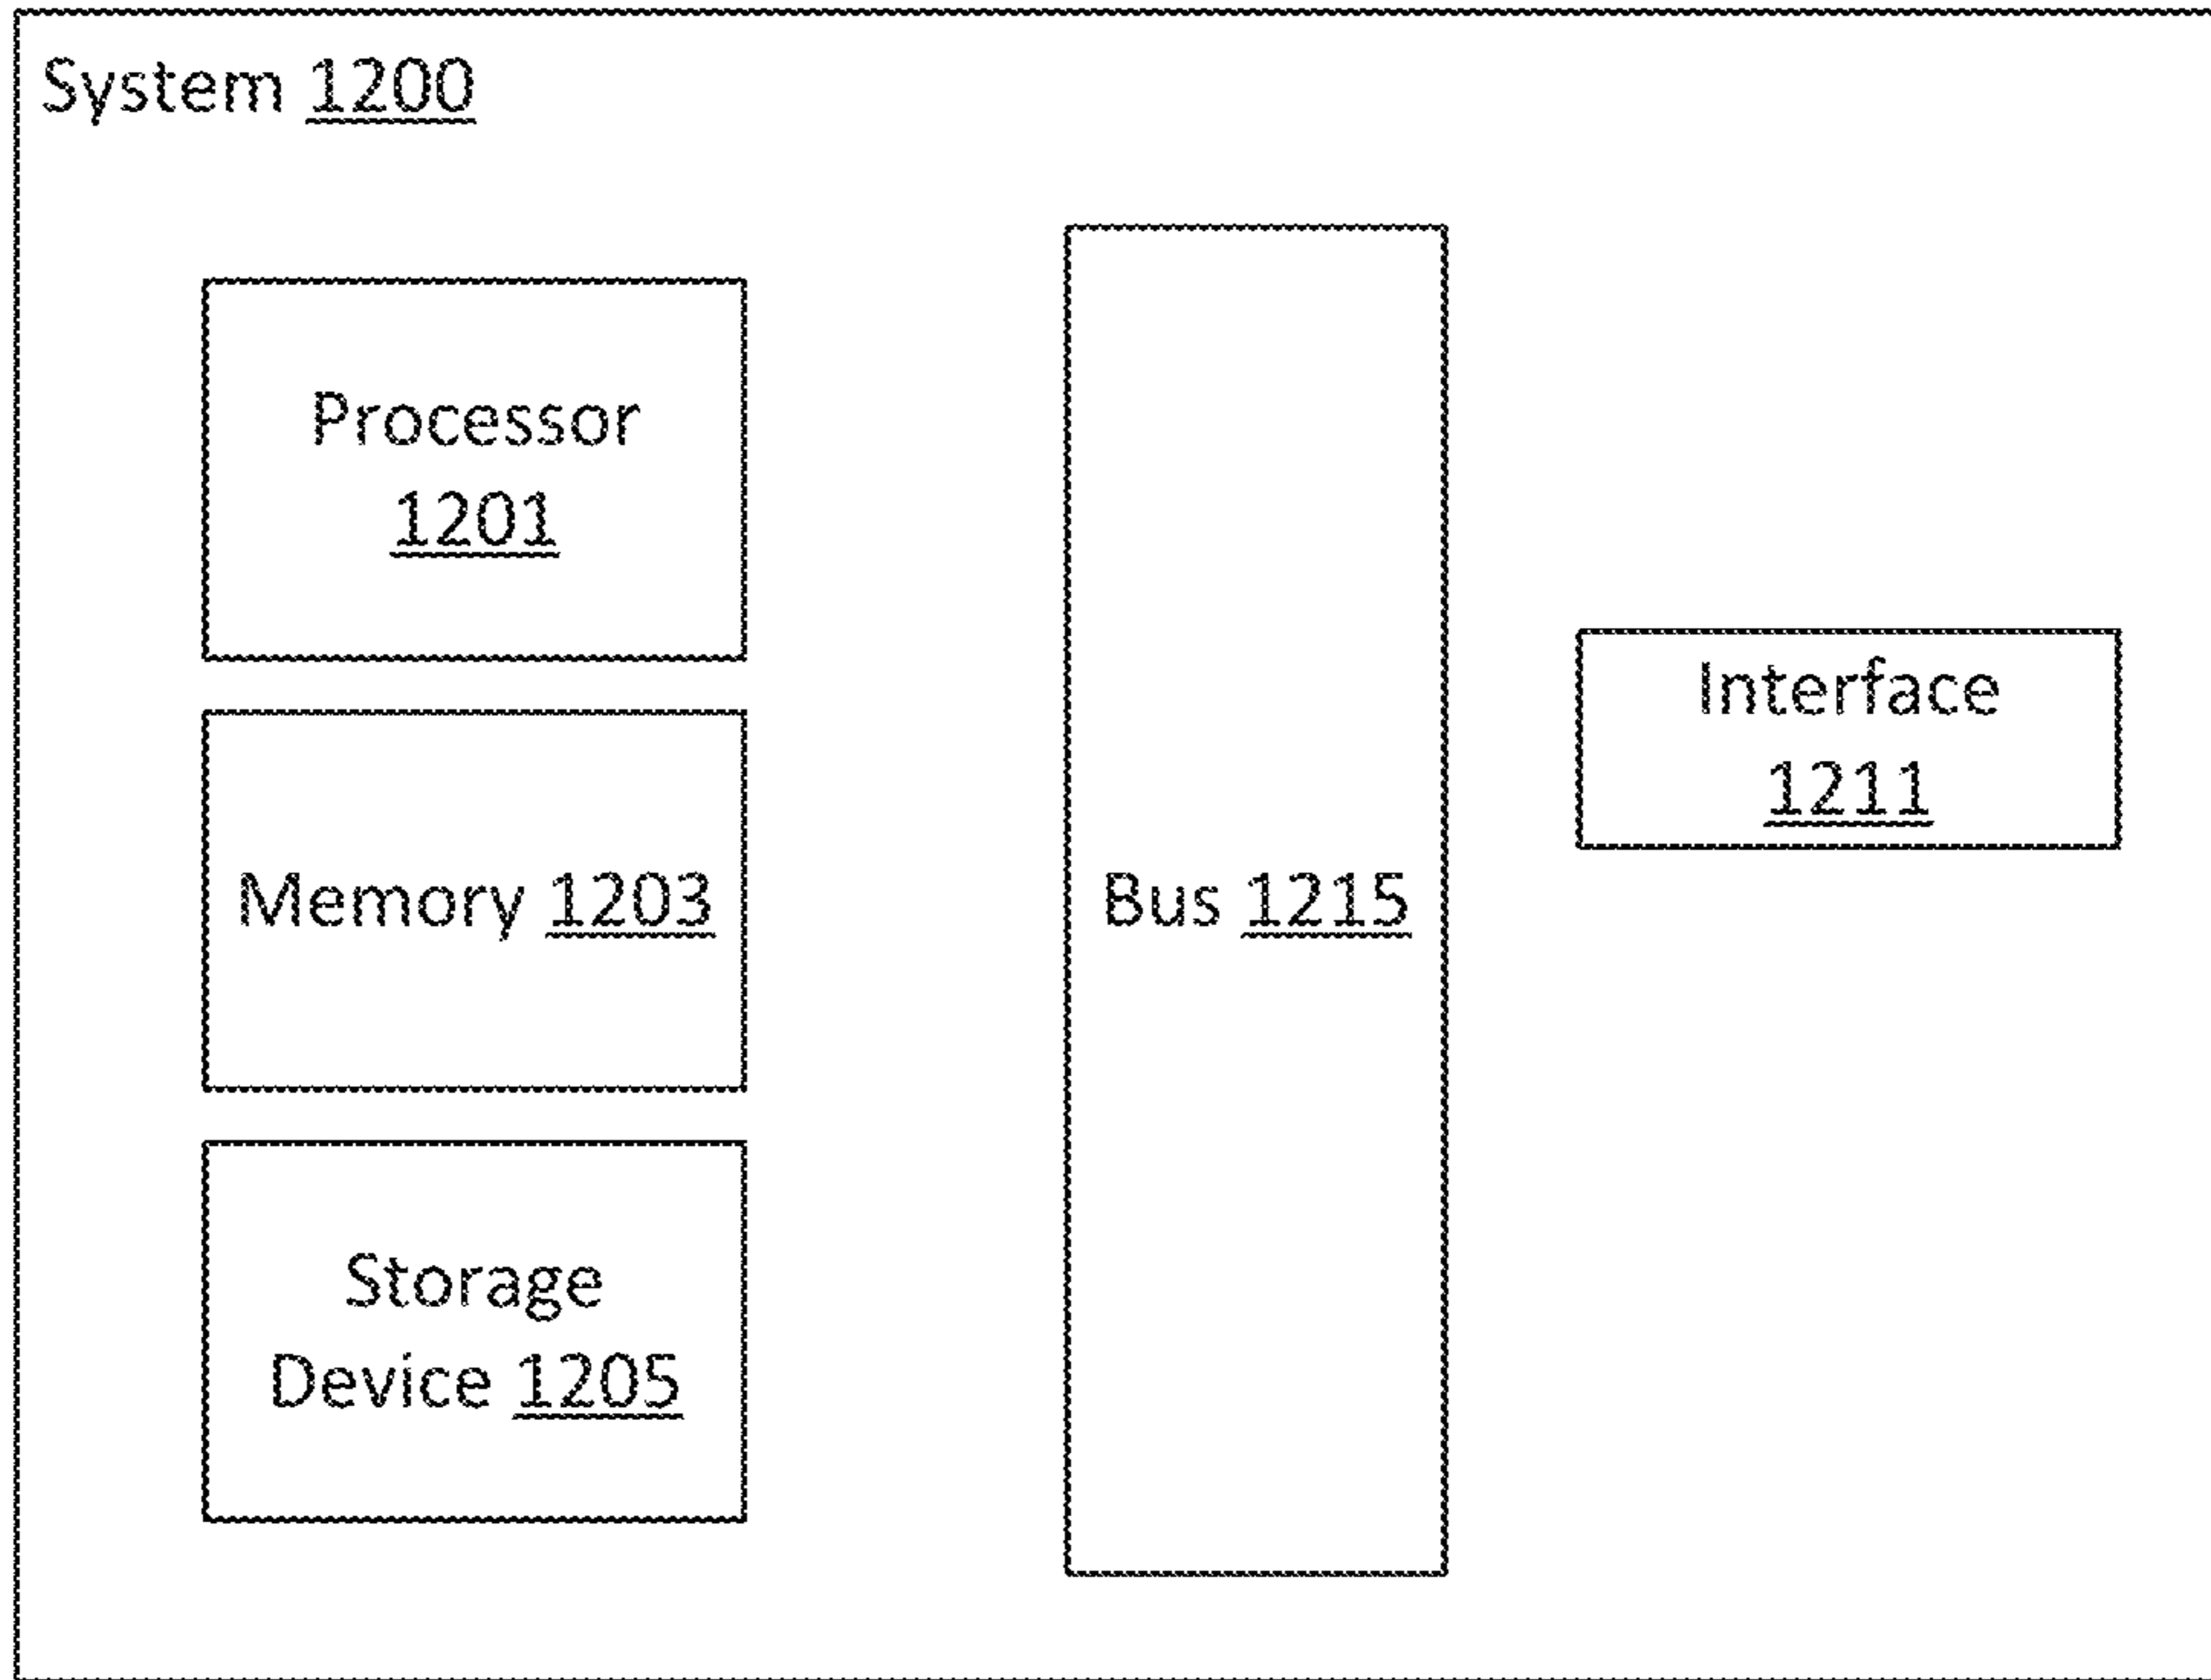 System 1200
Processor
1201
Memory 1203
Storage
Device 1205
Bus 1215
Interface
1211